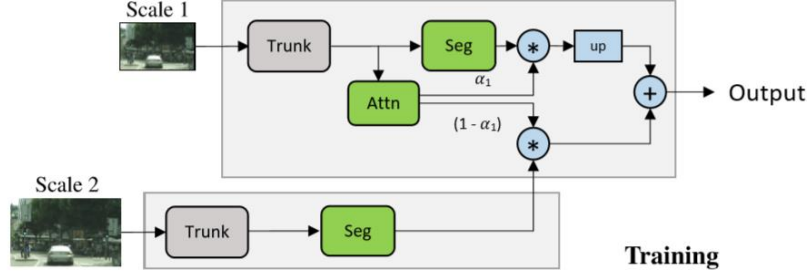 Scale 1
Trunk
Seg
*
up
α₁
Attn
+
Output
(1 - α₁)
*
Scale 2
Trunk
Seg
Training